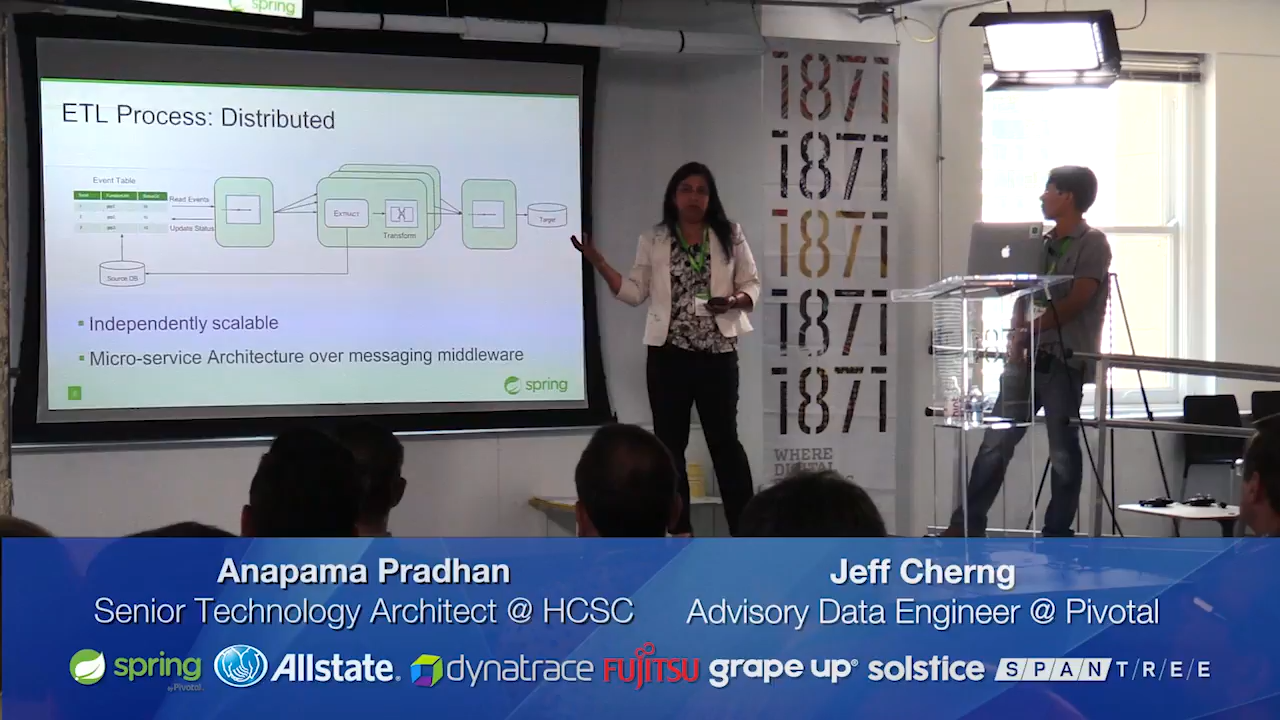 spring
ETL Process: Distributed
Event Table
Read Events
Update Status
EXTRACT
Transform
Target
Source DB
Independently scalable
Micro-service Architecture over messaging middleware
spring
1871
1871
1871
1871
1871
WHERE
DIGITAL
Anapama Pradhan
Senior Technology Architect @ HCSC
Jeff Cherng
Advisory Data Engineer @ Pivotal
spring
by Pivotal
Allstate.
dynatrace
FUJITSU
grape up®
solstice
SPANTR/E/E